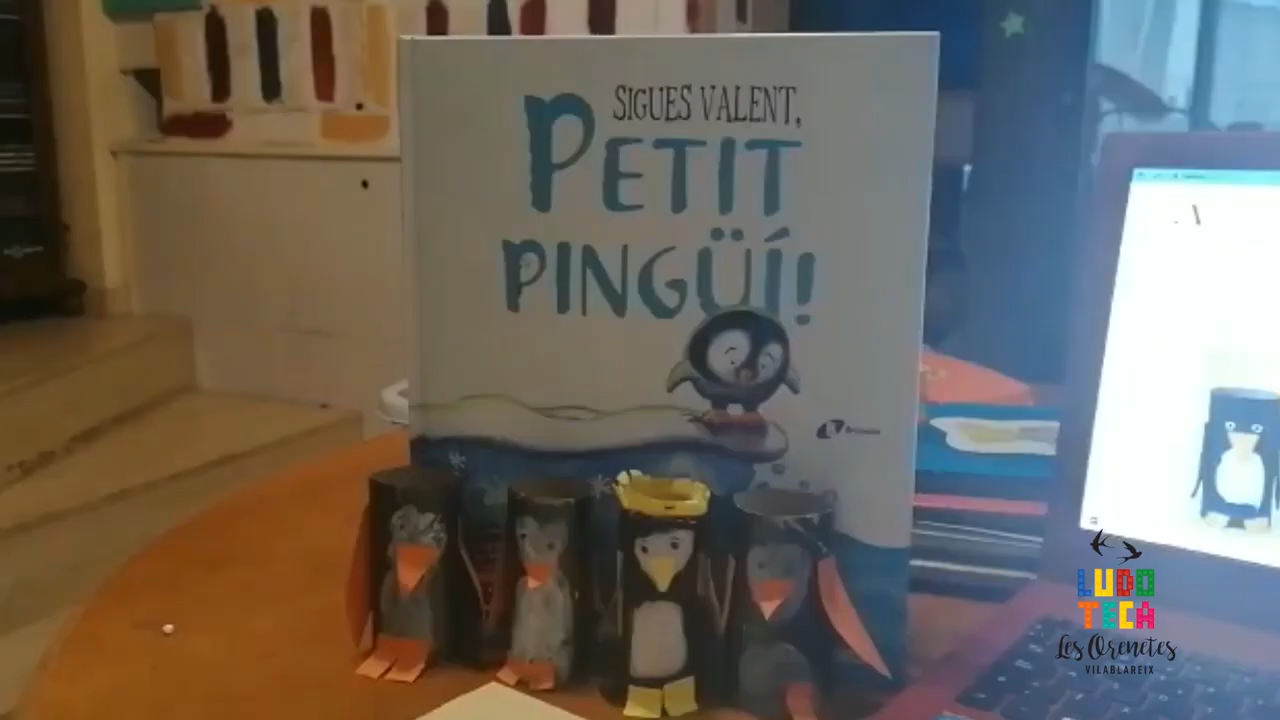 SIGUES VALENT,
PETIT
PINGÜÍ!
LUDO
TECA
Les Orenetes
VILABLAREIX